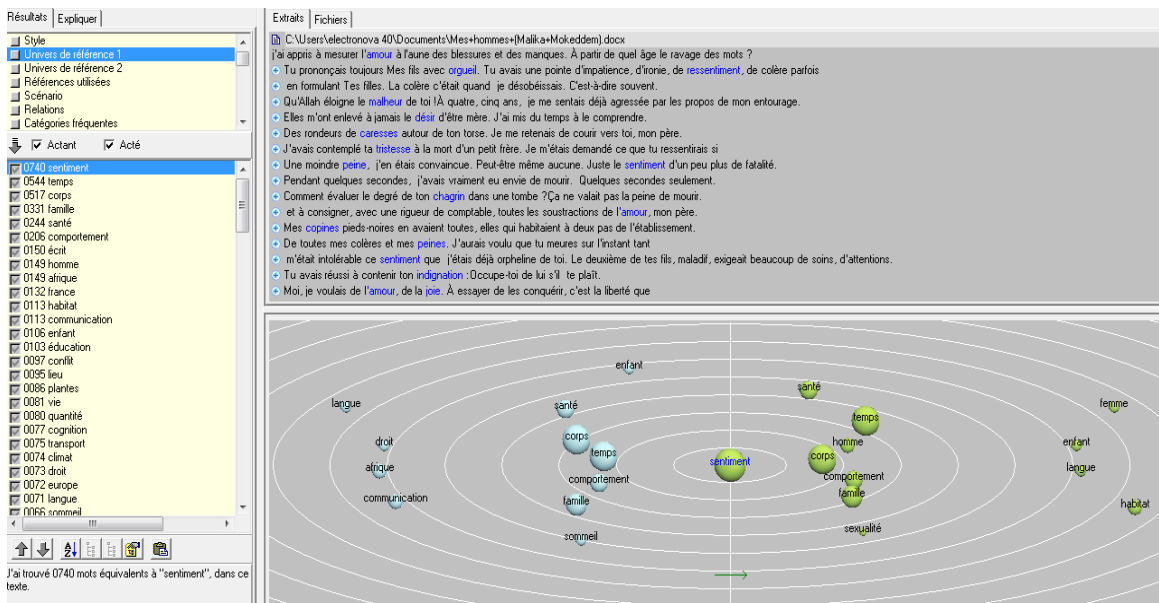 Résultats Expliquer
Style
Univers de référence 1
Univers de référence 2
Références utilisées
Scénario
Relations
Catégories fréquentes
Actant Acté
0740 sentiment
0544 temps
0517 corps
0331 famille
0244 santé
0206 comportement
0150 écrit
0149 homme
0149 afrique
0132 france
0113 habitat
0113 communication
0106 enfant
0103 éducation
0097 conflit
0095 lieu
0086 plantes
0081 vie
0080 quantité
0077 cognition
0075 transport
0074 climat
0073 droit
0072 europe
0071 langue
0066 sommeil
J'ai trouvé 0740 mots équivalents à "sentiment", dans ce
texte.
Extraits Fichiers
C:\Users\electronova 40\Documents\Mes+hommes+(Malika+Mokeddem).docx
j'ai appris à mesurer l'amour à l'aune des blessures et des manques. À partir de quel âge le ravage des mots ?
Tu prononçais toujours Mes fils avec orgueil. Tu avais une pointe d'impatience, d'ironie, de ressentiment, de colère parfois
en formulant Tes filles. La colère c'était quand je désobéissais. C'est-à-dire souvent.
Qu'Allah éloigne le malheur de toi !À quatre, cinq ans, je me sentais déjà agressée par les propos de mon entourage.
Elles m'ont enlevé à jamais le désir d'être mère. J'ai mis du temps à le comprendre.
Des rondeurs de caresses autour de ton torse. Je me retenais de courir vers toi, mon père.
J'avais contemplé ta tristesse à la mort d'un petit frère. Je m'étais demandé ce que tu ressentirais si
Une moindre peine, j'en étais convaincue. Peut-être même aucune. Juste le sentiment d'un peu plus de fatalité.
Pendant quelques secondes, j'avais vraiment eu envie de mourir. Quelques secondes seulement.
Comment évaluer le degré de ton chagrin dans une tombe ?Ça ne valait pas la peine de mourir.
et à consigner, avec une rigueur de comptable, toutes les soustractions de l'amour, mon père.
Mes copines pieds-noires en avaient toutes, elles qui habitaient à deux pas de l'établissement.
De toutes mes colères et mes peines. J'aurais voulu que tu meures sur l'instant tant
m'était intolérable ce sentiment que j'étais déjà orpheline de toi. Le deuxième de tes fils, maladif, exigeait beaucoup de soins, d'attentions.
Tu avais réussi à contenir ton indignation :Occupe-toi de lui s'il te plaît.
Moi, je voulais de l'amour, de la joie. À essayer de les conquérir, c'est la liberté que
enfant
santé
langue
santé
temps
femme
droit
corps
temps
sentiment
corps
homme
enfant
afrique
langue
comportement
comportement
communication
famille
famille
habitat
sommeil
sexualité